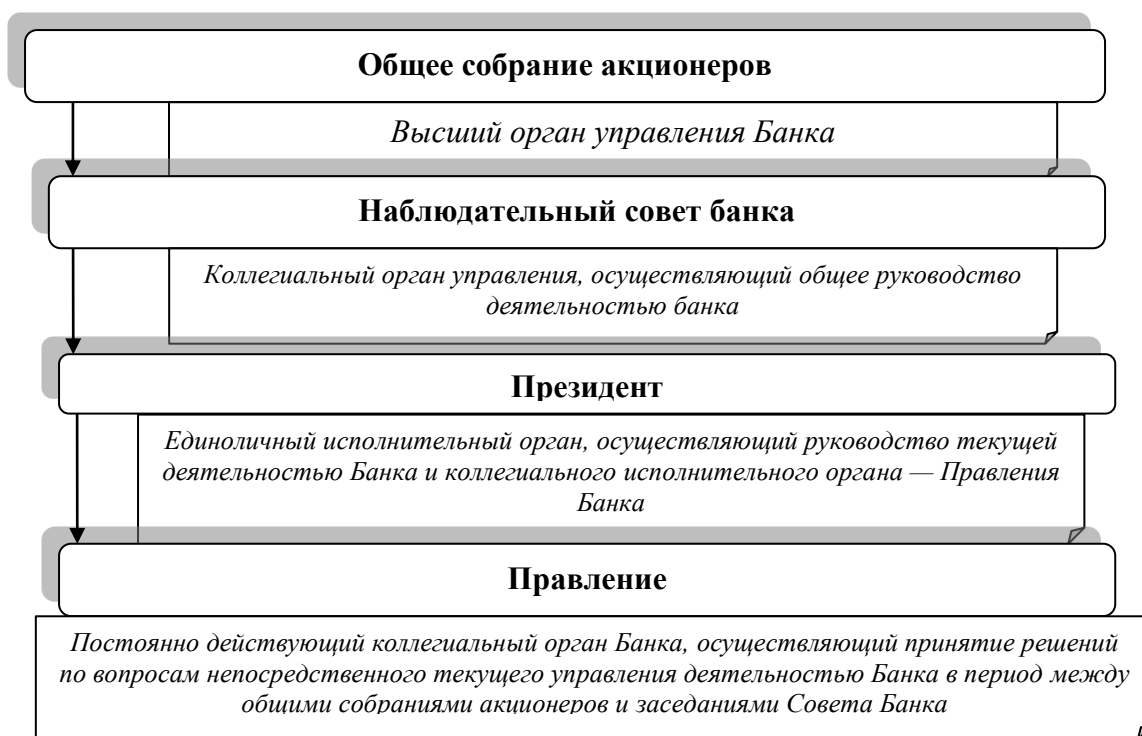 Общее собрание акционеров
Высший орган управления Банка
Наблюдательный совет банка
Коллегиальный орган управления, осуществляющий общее руководство
деятельностью банка
Президент
Единоличный исполнительный орган, осуществляющий руководство текущей
деятельностью Банка и коллегиального исполнительного органа — Правления
Банка
Правление
Постоянно действующий коллегиальный орган Банка, осуществляющий принятие решений
по вопросам непосредственного текущего управления деятельностью Банка в период между
общими собраниями акционеров и заседаниями Совета Банка